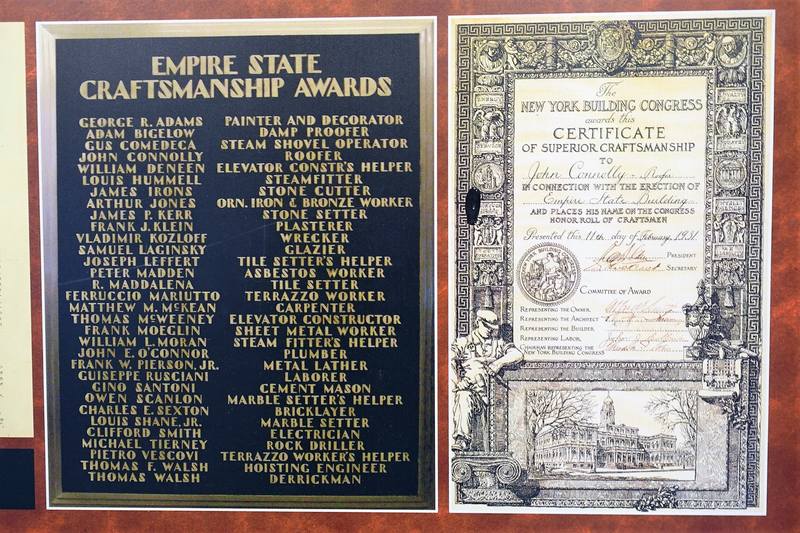 EMPIRE STATE
CRAFTSMANSHIP AWARDS
GEORGE R. ADAMS PAINTER AND DECORATOR
ADAM BIGELOW DAMP PROOFER
GUS COMEDECA STEAM SHOVEL OPERATOR
JOHN CONNOLLY ROOFER
WILLIAM DENEEN ELEVATOR CONSTR'S HELPER
LOUIS HUMMELL STEAMFITTER
JAMES IRONS STONE CUTTER
ARTHUR JONES ORN. IRON & BRONZE WORKER
JAMES P. KERR STONE SETTER
FRANK J. KLEIN PLASTERER
VLADIMIR KOZLOFF WRECKER
SAMUEL LAGINSKY GLAZIER
JOSEPH LEFFERT TILE SETTER'S HELPER
PETER MADDEN ASBESTOS WORKER
R. MADDALENA TILE SETTER
FERRUCCIO MARIUTTO TERRAZZO WORKER
MATTHEW M. McKEAN CARPENTER
THOMAS McWEENEY ELEVATOR CONSTRUCTOR
FRANK MOEGLIN SHEET METAL WORKER
WILLIAM L. MORAN STEAM FITTER'S HELPER
JOHN E. O'CONNOR PLUMBER
FRANK W. PIERSON, JR. METAL LATHER
GUISEPPE RUSCIANI LABORER
GINO SANTONI CEMENT MASON
OWEN SCANLON MARBLE SETTER'S HELPER
CHARLES E. SEXTON BRICKLAYER
LOUIS SHANE, JR. MARBLE SETTER
CLIFFORD SMITH ELECTRICIAN
MICHAEL TIERNEY ROCK DRILLER
PIETRO VESCOVI TERRAZZO WORKER'S HELPER
THOMAS F. WALSH HOISTING ENGINEER
THOMAS WALSH DERRICKMAN
The
NEW YORK BUILDING CONGRESS
awards this
CERTIFICATE
OF SUPERIOR CRAFTSMANSHIP
TO
John Connolly - Roofer
IN CONNECTION WITH THE ERECTION OF
Empire State Building
AND PLACES HIS NAME ON THE CONGRESS
HONOR ROLL OF CRAFTSMEN
Presented this 11th day of February, 1931.
PRESIDENT
SECRETARY
COMMITTEE OF AWARD
REPRESENTING THE OWNER,
REPRESENTING THE ARCHITECT
REPRESENTING THE BUILDER,
REPRESENTING LABOR,
CHAIRMAN REPRESENTING THE
NEW YORK BUILDING CONGRESS